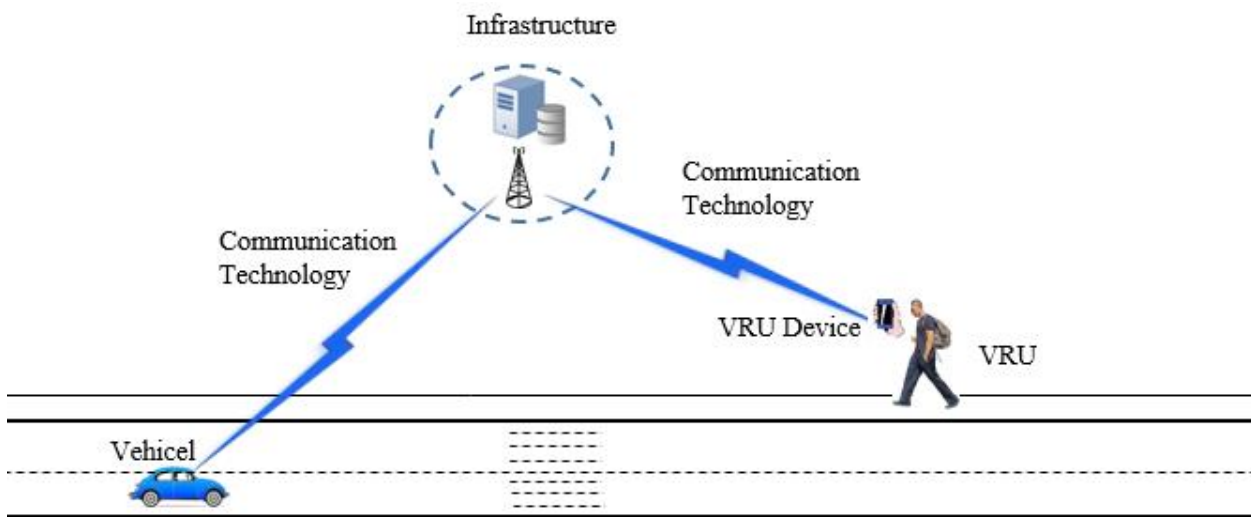 Infrastructure
Communication
Technology
Communication
Technology
VRU Device
VRU
Vehicel